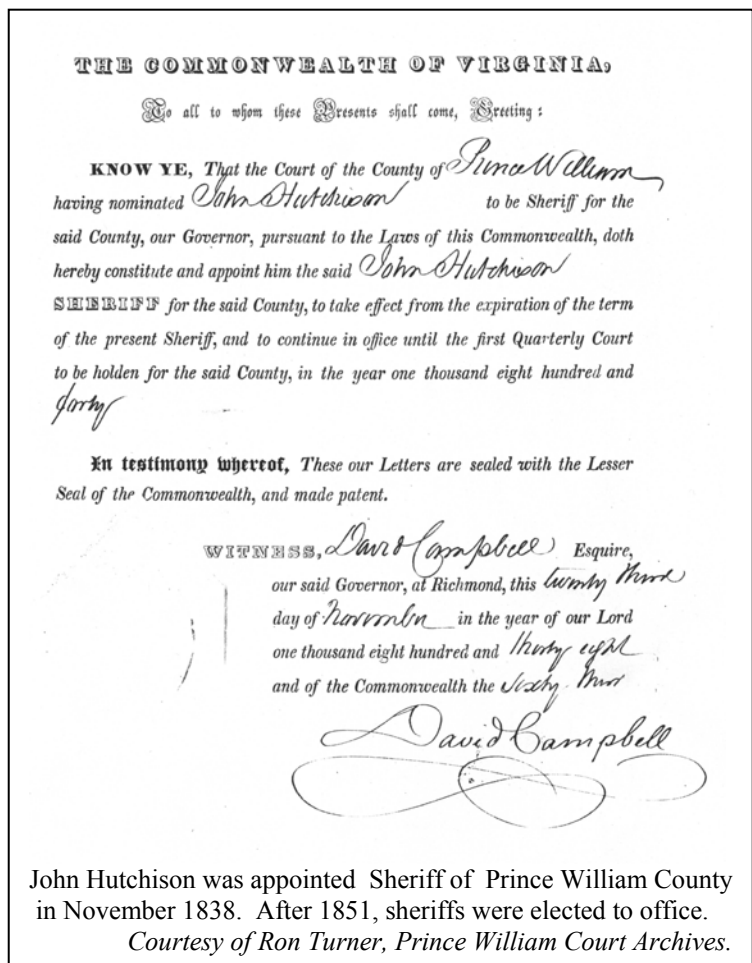 THE COMMONWEALTH OF VIRGINIA,
To all to whom these Presents shall come, Greeting:
KNOW YE, That the Court of the County of Prince William
having nominated John Hutchison to be Sheriff for the
said County, our Governor, pursuant to the Laws of this Commonwealth, doth
hereby constitute and appoint him the said John Hutchison
SHERIFF for the said County, to take effect from the expiration of the term
of the present Sheriff, and to continue in office until the first Quarterly Court
to be holden for the said County, in the year one thousand eight hundred and
forty
In testimony whereof, These our Letters are sealed with the Lesser
Seal of the Commonwealth, and made patent.
WITNESS, David Campbell Esquire,
our said Governor, at Richmond, this twenty third
day of November in the year of our Lord
one thousand eight hundred and thirty eight
and of the Commonwealth the sixty third
David Campbell
John Hutchison was appointed Sheriff of Prince William County
in November 1838. After 1851, sheriffs were elected to office.
Courtesy of Ron Turner, Prince William Court Archives.